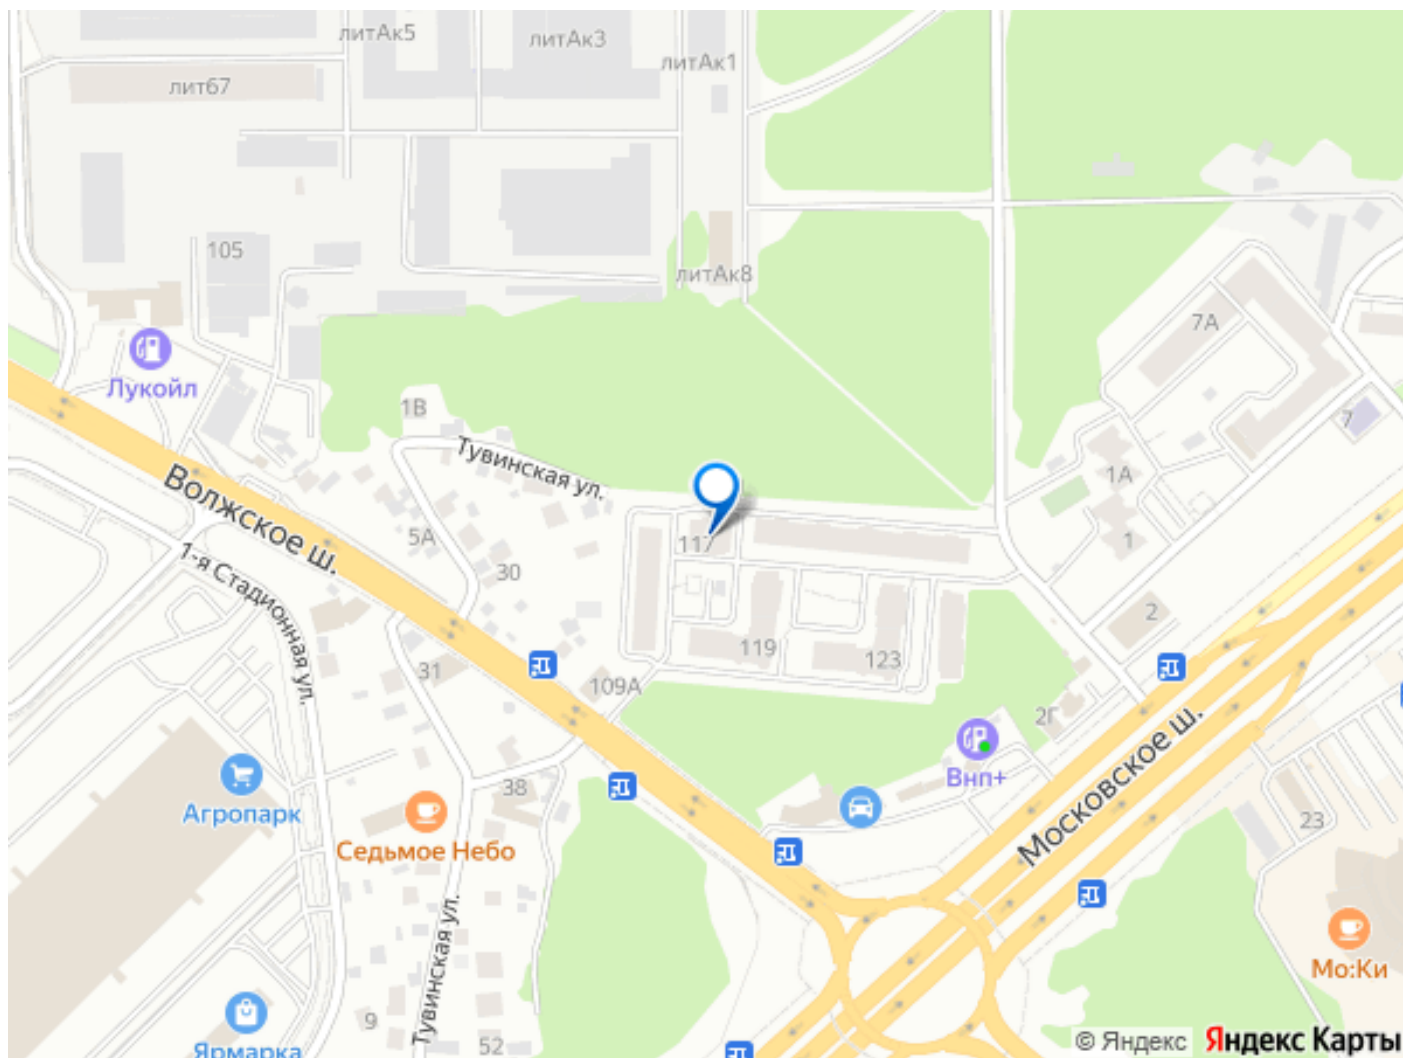 литАк5
литАк3
литАк1
лит67
105
литАк8
7А
Лукойл
1В
7
Тувинская ул.
1А
Волжское ш.
5А
117
1
1-я Стадионная ул.
30
2
119
123
31
109А
2Г
Московское ш.
Внп+
Агропарк
38
23
Седьмое Небо
Тувинская ул.
Мо:Ки
9
52
Ярмарка
© Яндекс Яндекс Карты